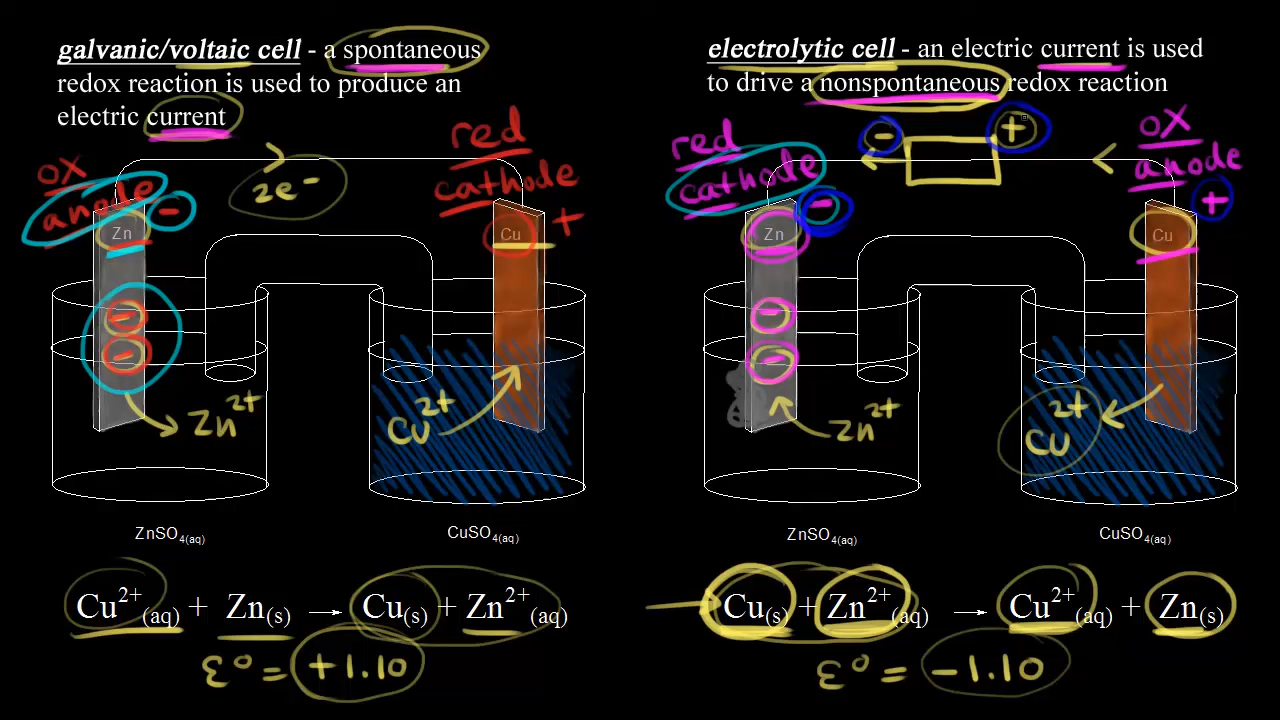 galvanic/voltaic cell - a spontaneous
redox reaction is used to produce an
electric current
ox
anode
-
2e-
red
cathode
+
Zn
Cu
-
-
Zn2+
Cu2+
ZnSO4(aq)
CuSO4(aq)
Cu2+(aq) + Zn(s) → Cu(s) + Zn2+(aq)
ε° = +1.10
electrolytic cell - an electric current is used
to drive a nonspontaneous redox reaction
red
cathode
-
-
+
ox
anode
+
Zn
Cu
-
-
Zn2+
Cu2+
ZnSO4(aq)
CuSO4(aq)
Cu(s) + Zn2+(aq) → Cu2+(aq) + Zn(s)
ε° = -1.10